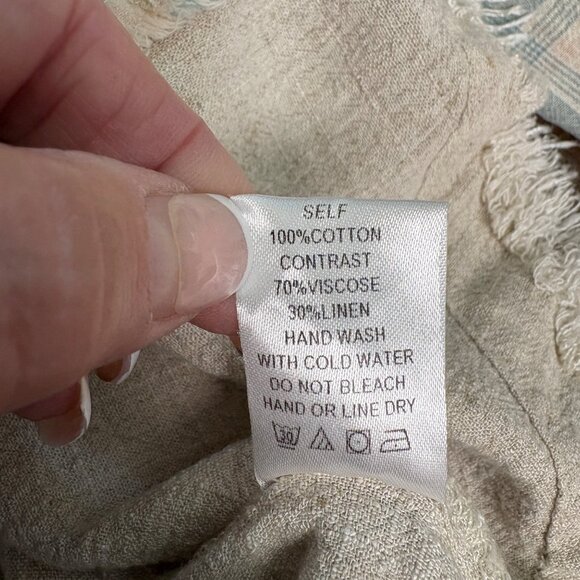 SELF
100%COTTON
CONTRAST
70%VISCOSE
30%LINEN
HAND WASH
WITH COLD WATER
DO NOT BLEACH
HAND OR LINE DRY
30